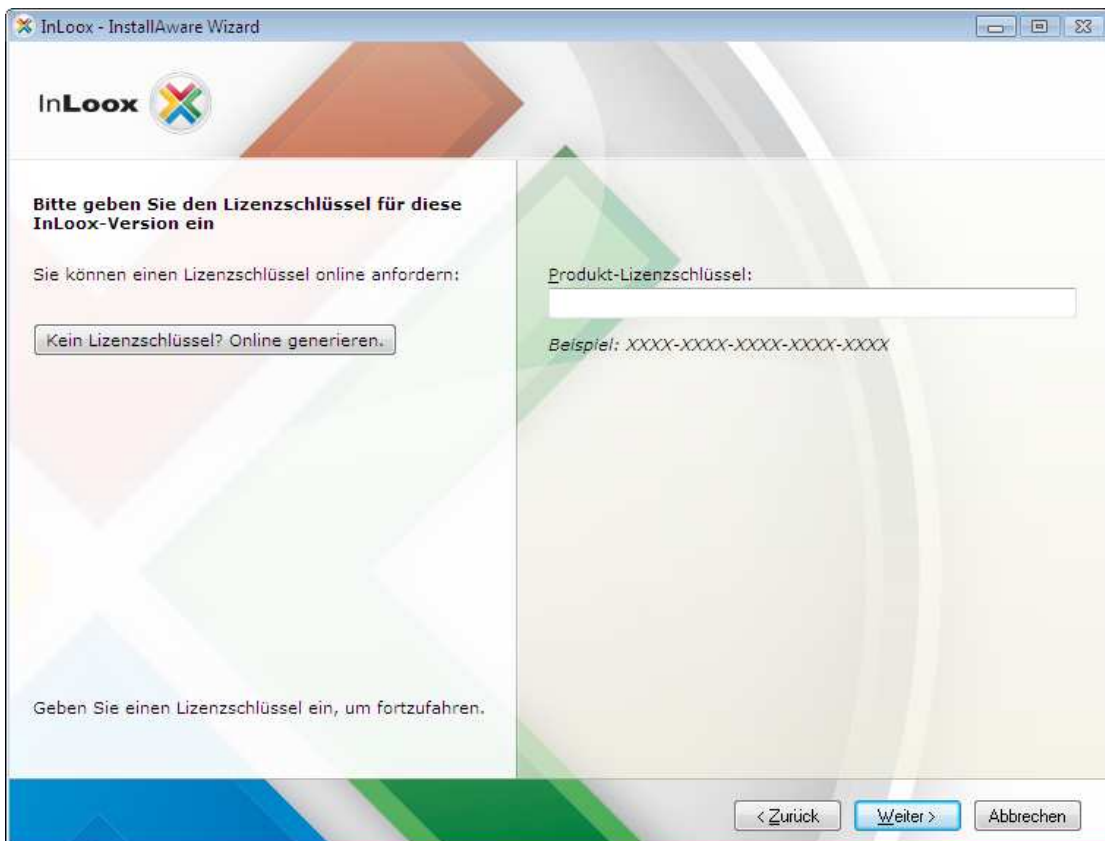 InLoox - InstallAware Wizard
InLoox
Bitte geben Sie den Lizenzschlüssel für diese
InLoox-Version ein
Sie können einen Lizenzschlüssel online anfordern:
Kein Lizenzschlüssel? Online generieren.
Produkt-Lizenzschlüssel:
Beispiel: XXXX-XXXX-XXXX-XXXX-XXXX
Geben Sie einen Lizenzschlüssel ein, um fortzufahren.
< Zurück
Weiter >
Abbrechen